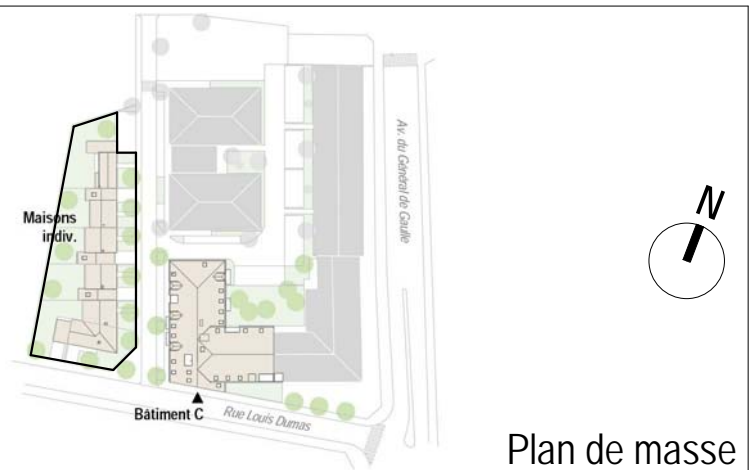 Av. du Général de Gaulle
N
Maisons
indiv.
Bâtiment C
Rue Louis Dumas
Plan de masse